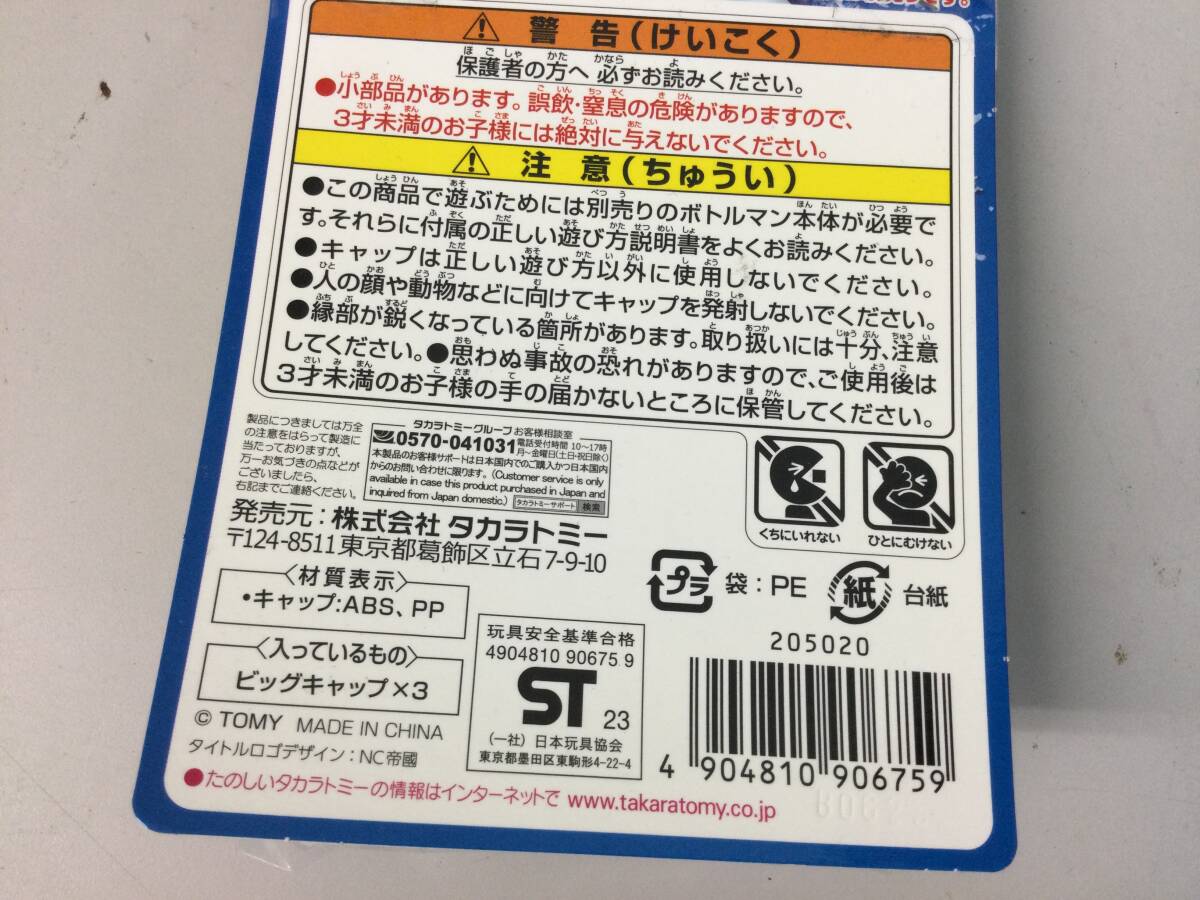 です。
警告(けいこく)
保護者の方へ 必ずお読みください。
●小部品があります。誤飲・窒息の危険がありますので、
3才未満のお子様には絶対に与えないでください。
注意(ちゅうい)
●この商品で遊ぶためには別売りのボトルマン本体が必要で
す。それらに付属の正しい遊び方説明書をよくお読みください。
●キャップは正しい遊び方以外に使用しないでください。
●人の顔や動物などに向けてキャップを発射しないでください。
●縁部が鋭くなっている箇所があります。取り扱いには十分、注意
してください。●思わぬ事故の恐れがありますので、ご使用後は
3才未満のお子様の手の届かないところに保管してください。
製品につきましては万全
の注意をはらって製造に
当たっておりますが、
万一お気づきの点などが
ございましたら、
右記までご連絡ください。
タカラトミーグループ お客様相談室
0570-041031 電話受付時間 10~17時
月~金曜日(土・日・祝日除く)
本製品のお客様サポートは日本国内でのご購入かつ日本国内
からのお問い合わせに限ります。(Customer service is only
available in case this product purchased in Japan and
inquired from Japan domestic.) タカラトミーサポート 検索
くちにいれない
ひとにむけない
発売元:株式会社 タカラトミー
〒124-8511 東京都葛飾区立石7-9-10
〈材質表示〉
・キャップ:ABS、PP
プラ 袋:PE 紙 台紙
〈入っているもの〉
ビッグキャップ×3
玩具安全基準合格
4904810 90675 9
ST 23
(一社)日本玩具協会
東京都墨田区東駒形4-22-4
205020
4 904810 906759
© TOMY MADE IN CHINA
タイトルロゴデザイン:NC帝國
●たのしいタカラトミーの情報はインターネットで www.takaratomy.co.jp